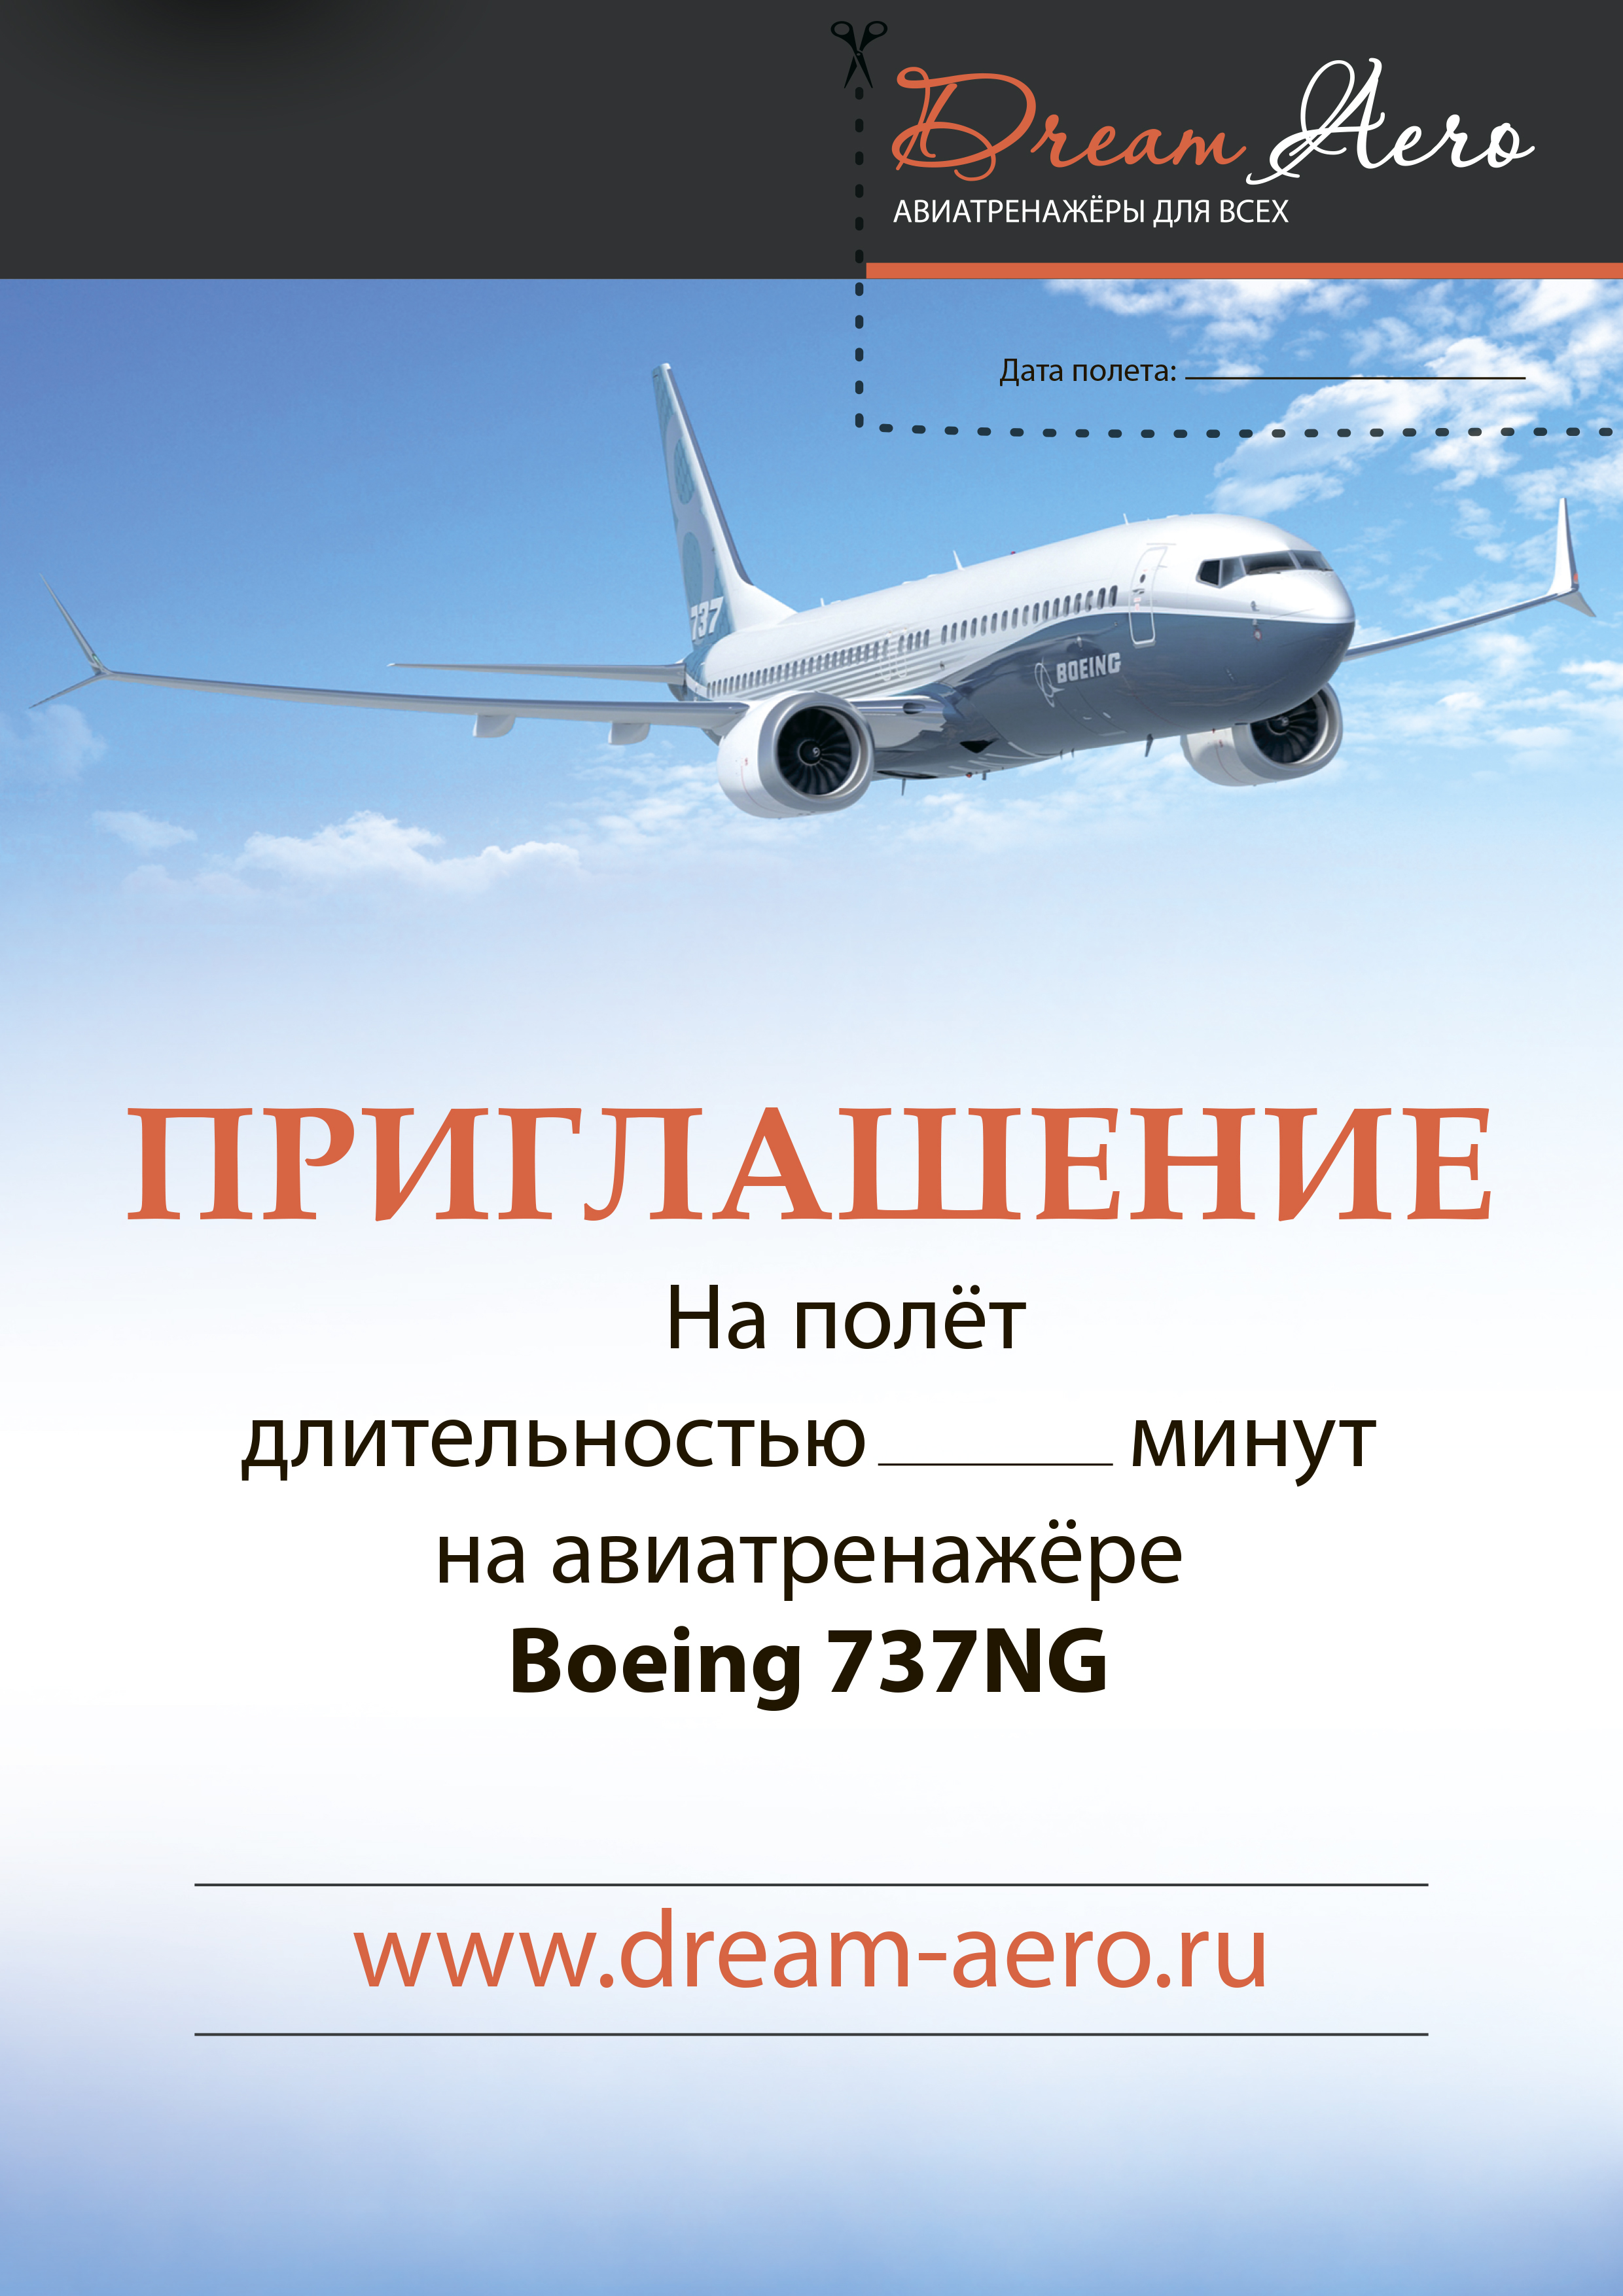 Dream Aero
АВИАТРЕНАЖЁРЫ ДЛЯ ВСЕХ
Дата полета:
737
BOEING
ПРИГЛАШЕНИЕ
На полёт
длительностью ______ минут
на авиатренажёре
Boeing 737NG
www.dream-aero.ru